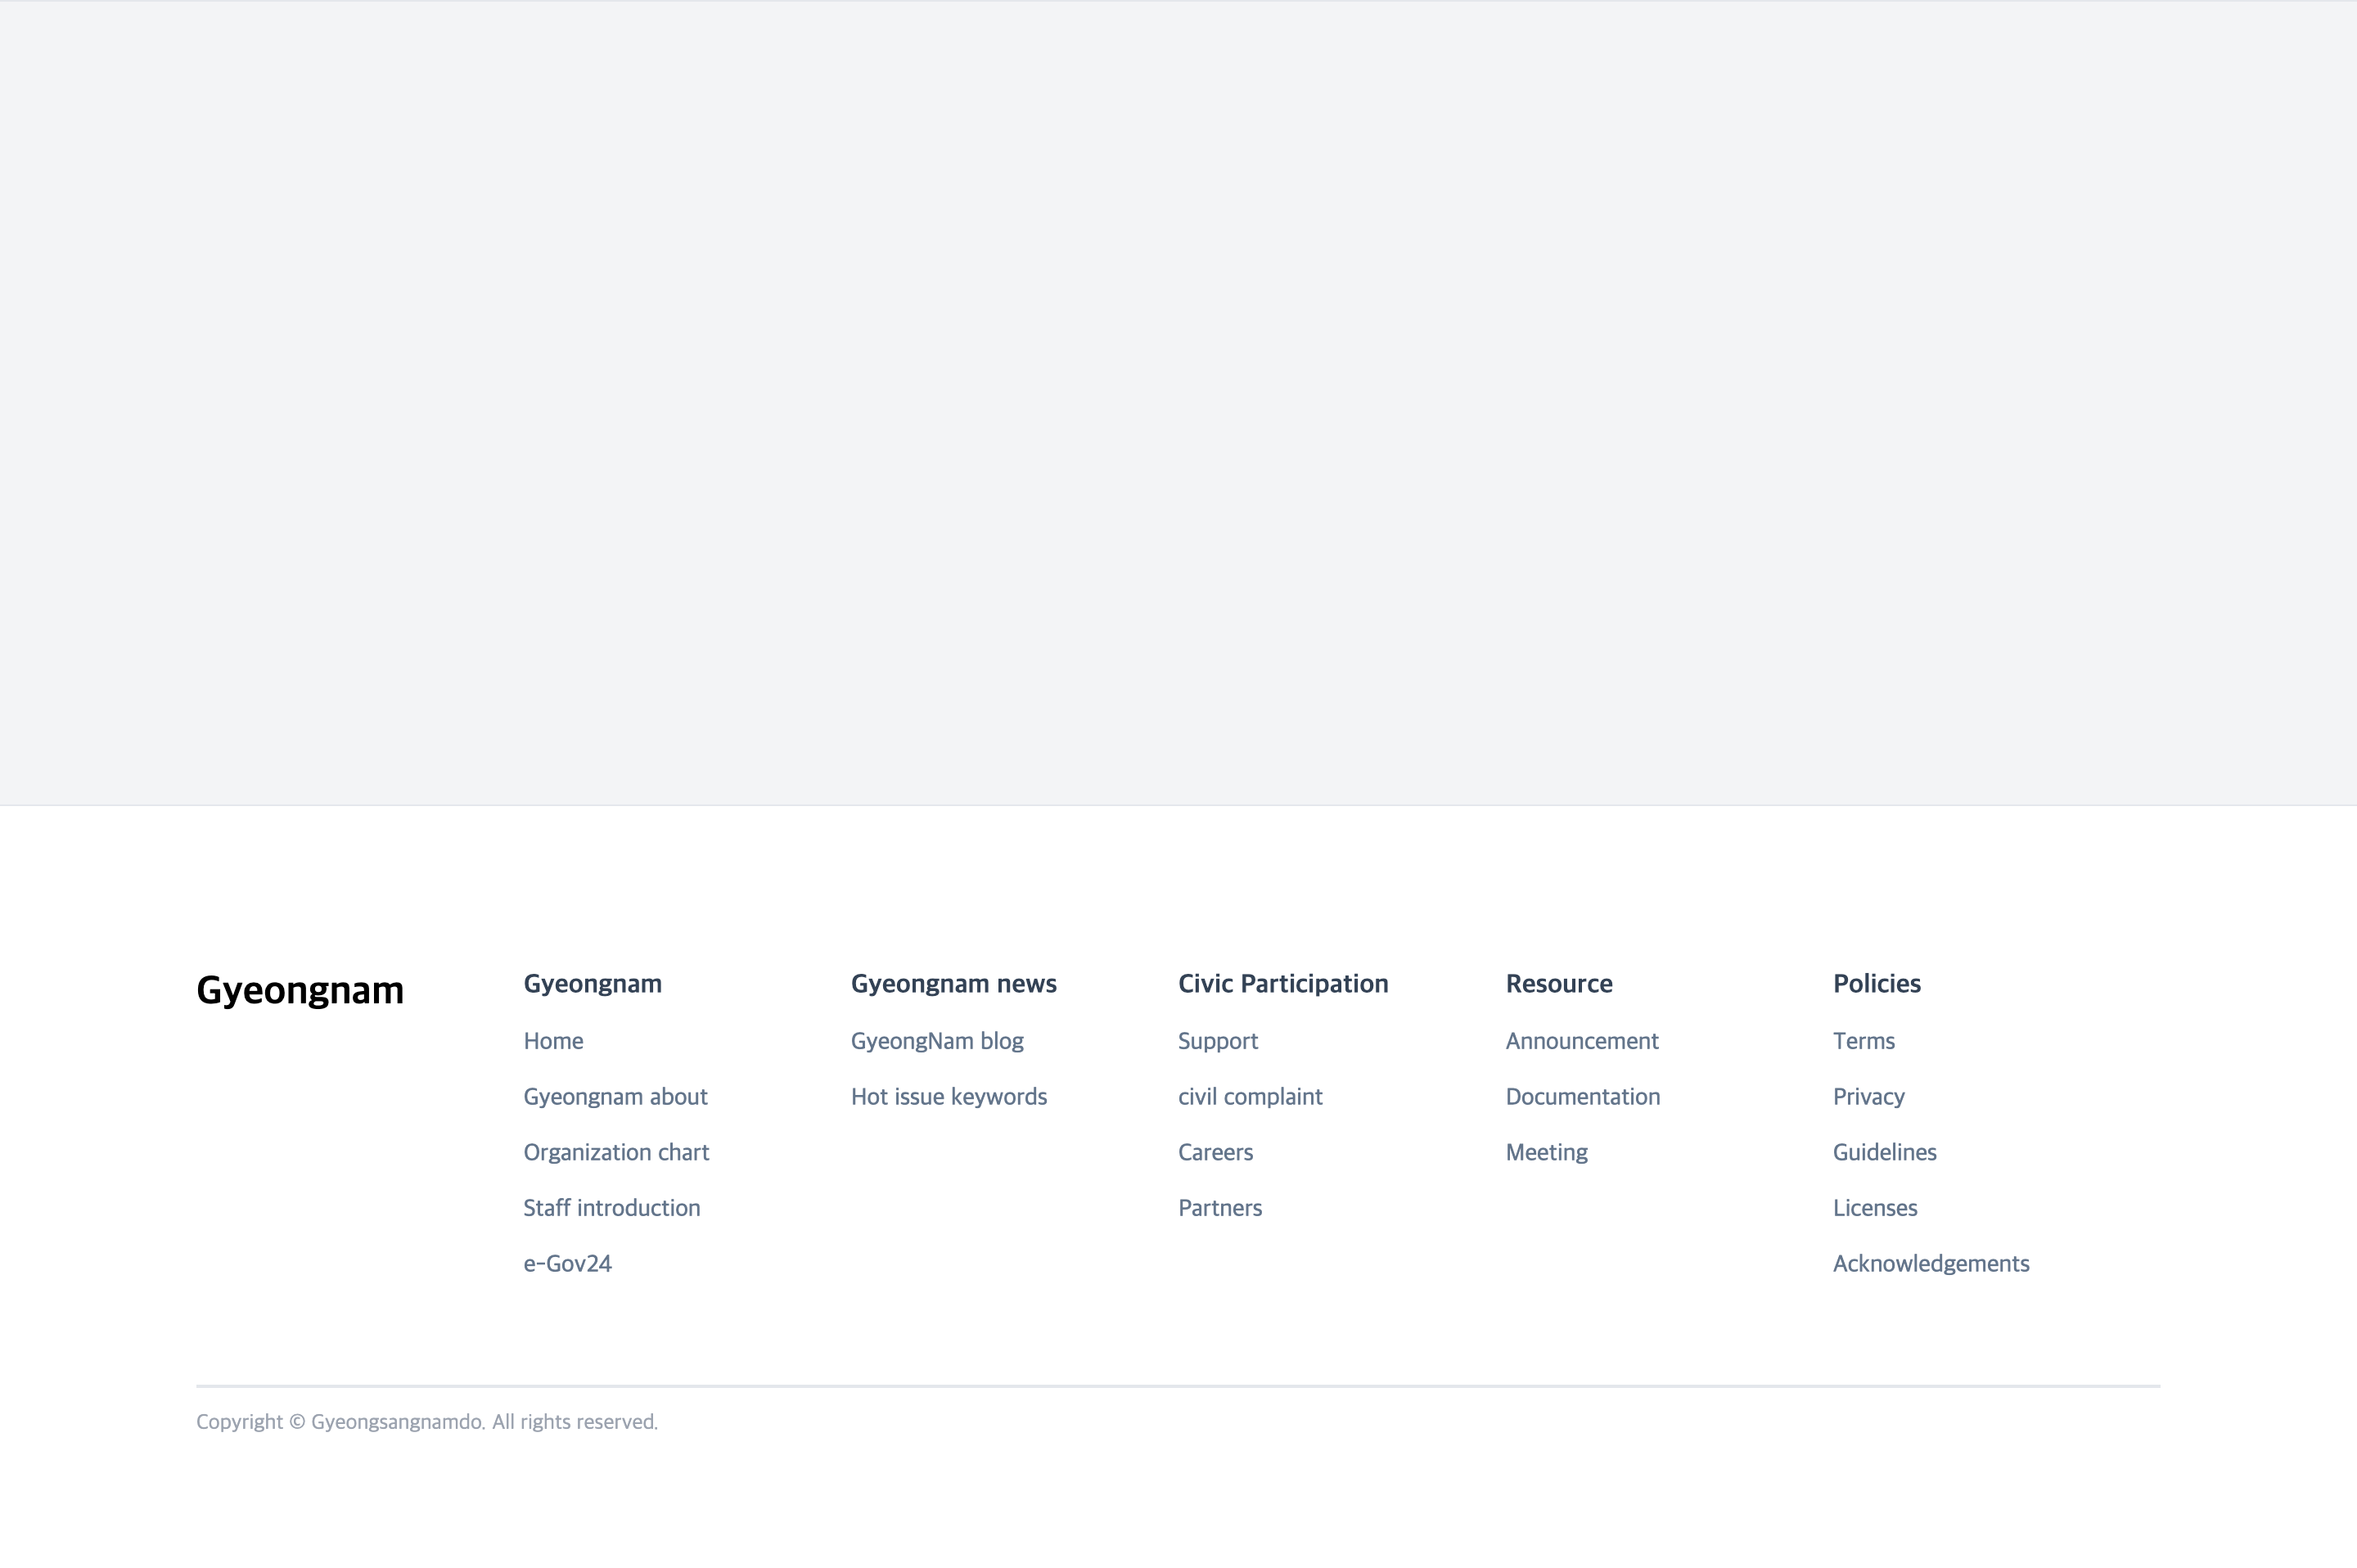 Gyeongnam
Gyeongnam
Home
Gyeongnam about
Organization chart
Staff introduction
e-Gov24
Gyeongnam news
GyeongNam blog
Hot issue keywords
Civic Participation
Support
civil complaint
Careers
Partners
Resource
Announcement
Documentation
Meeting
Policies
Terms
Privacy
Guidelines
Licenses
Acknowledgements
Copyright © Gyeongsangnamdo. All rights reserved.